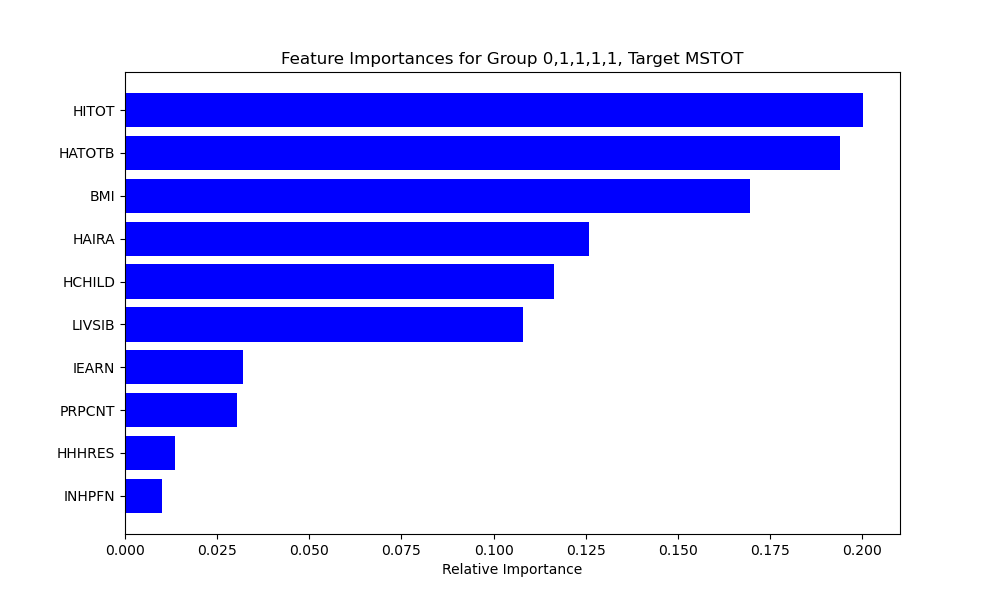 Feature Importances for Group 0,1,1,1,1, Target MSTOT
HITOT
HATOTB
BMI
HAIRA
HCHILD
LIVSIB
IEARN
PRPCNT
HHHRES
INHPFN
0.000 0.025 0.050 0.075 0.100 0.125 0.150 0.175 0.200
Relative Importance